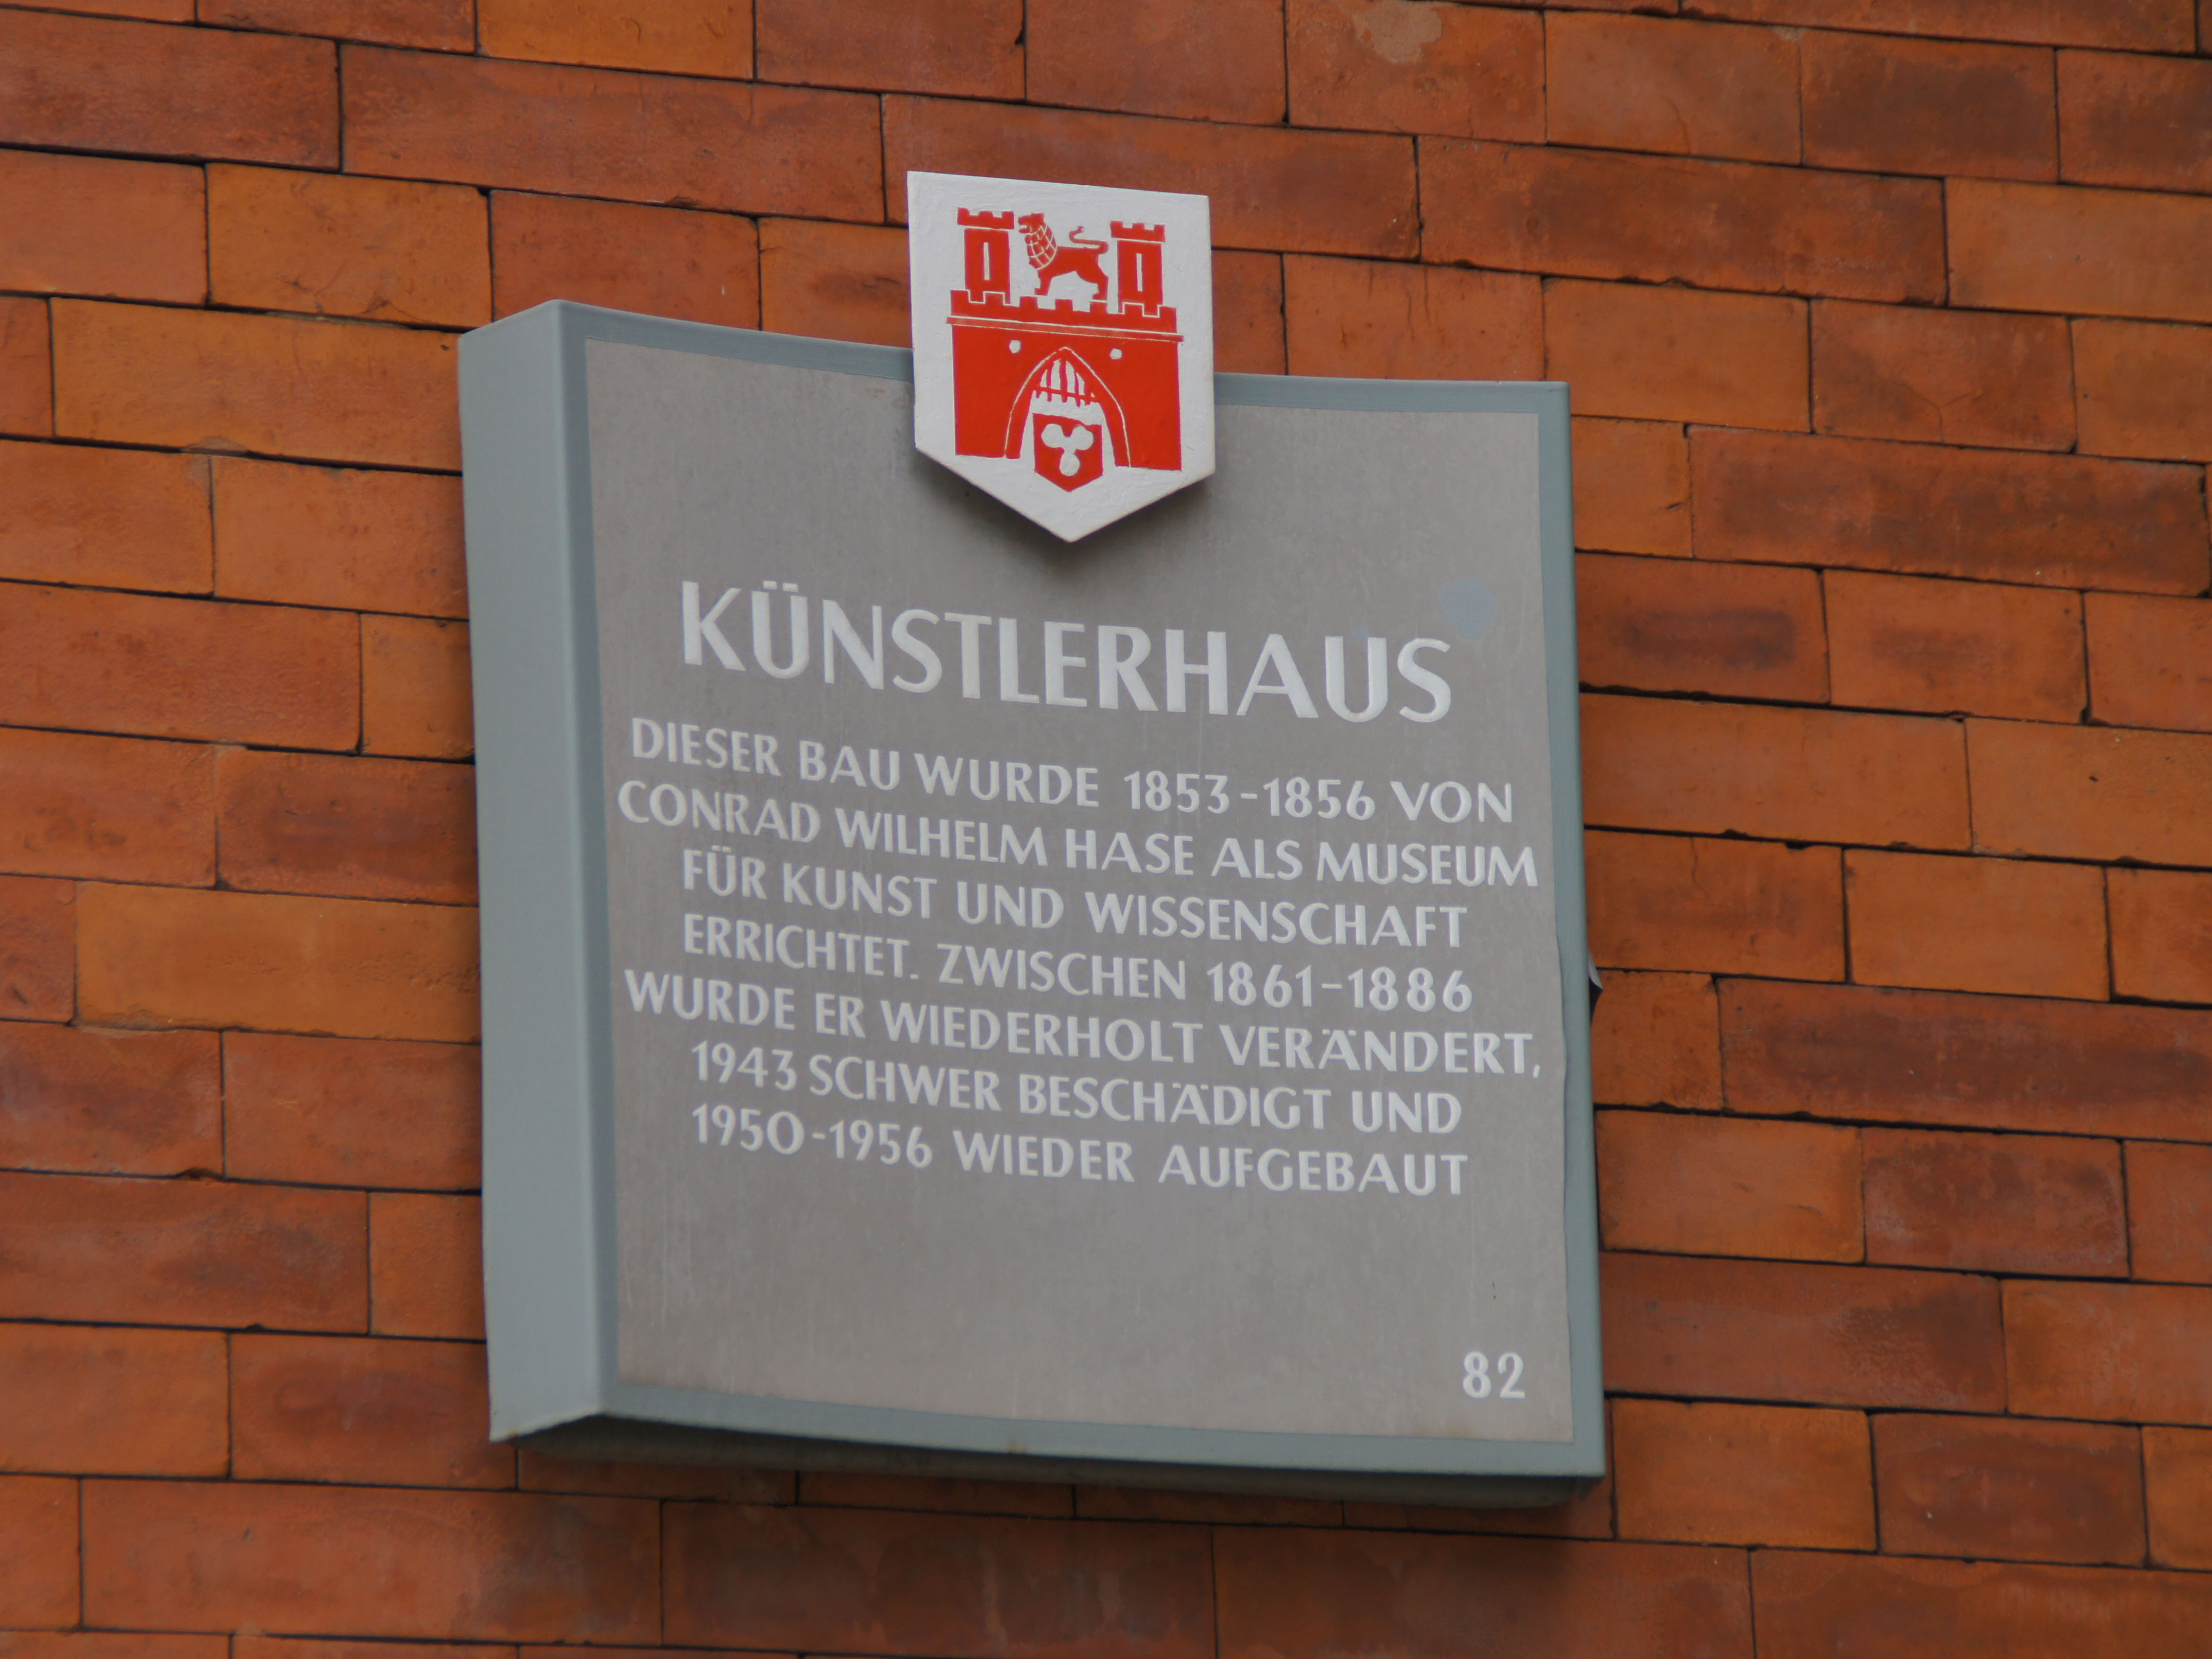 KÜNSTLERHAUS
DIESER BAU WURDE 1853-1856 VON
CONRAD WILHELM HASE ALS MUSEUM
FÜR KUNST UND WISSENSCHAFT
ERRICHTET. ZWISCHEN 1861-1886
WURDE ER WIEDERHOLT VERÄNDERT,
1943 SCHWER BESCHÄDIGT UND
1950-1956 WIEDER AUFGEBAUT
82